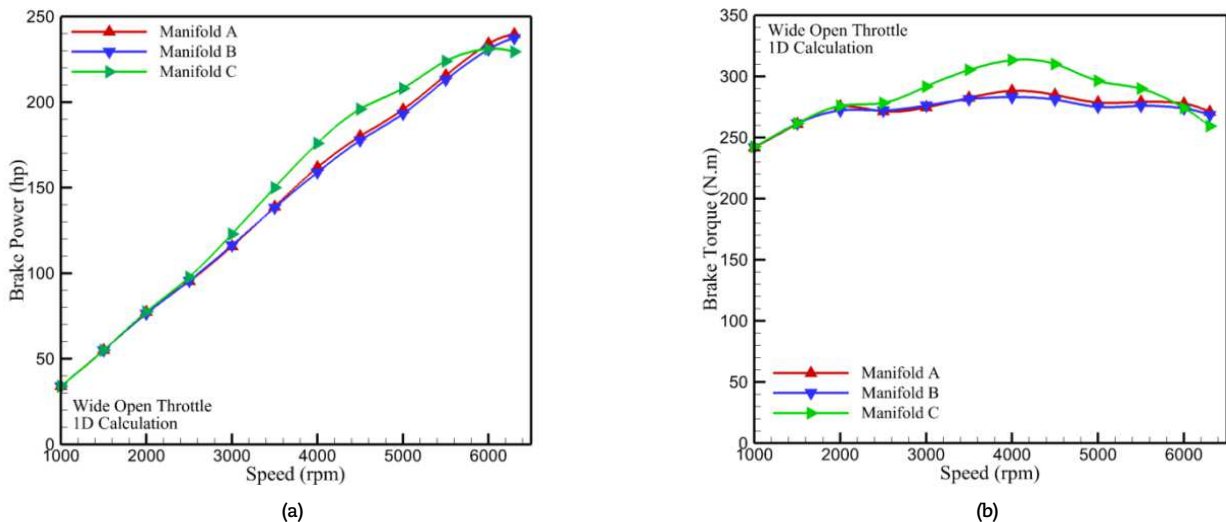 250
200
150
100
50
0
Brake Power (hp)
Manifold A
Manifold B
Manifold C
Wide Open Throttle
1D Calculation
1000 2000 3000 4000 5000 6000
Speed (rpm)
(a)
350
300
250
200
150
100
50
0
Brake Torque (N.m)
Wide Open Throttle
1D Calculation
Manifold A
Manifold B
Manifold C
1000 2000 3000 4000 5000 6000
Speed (rpm)
(b)